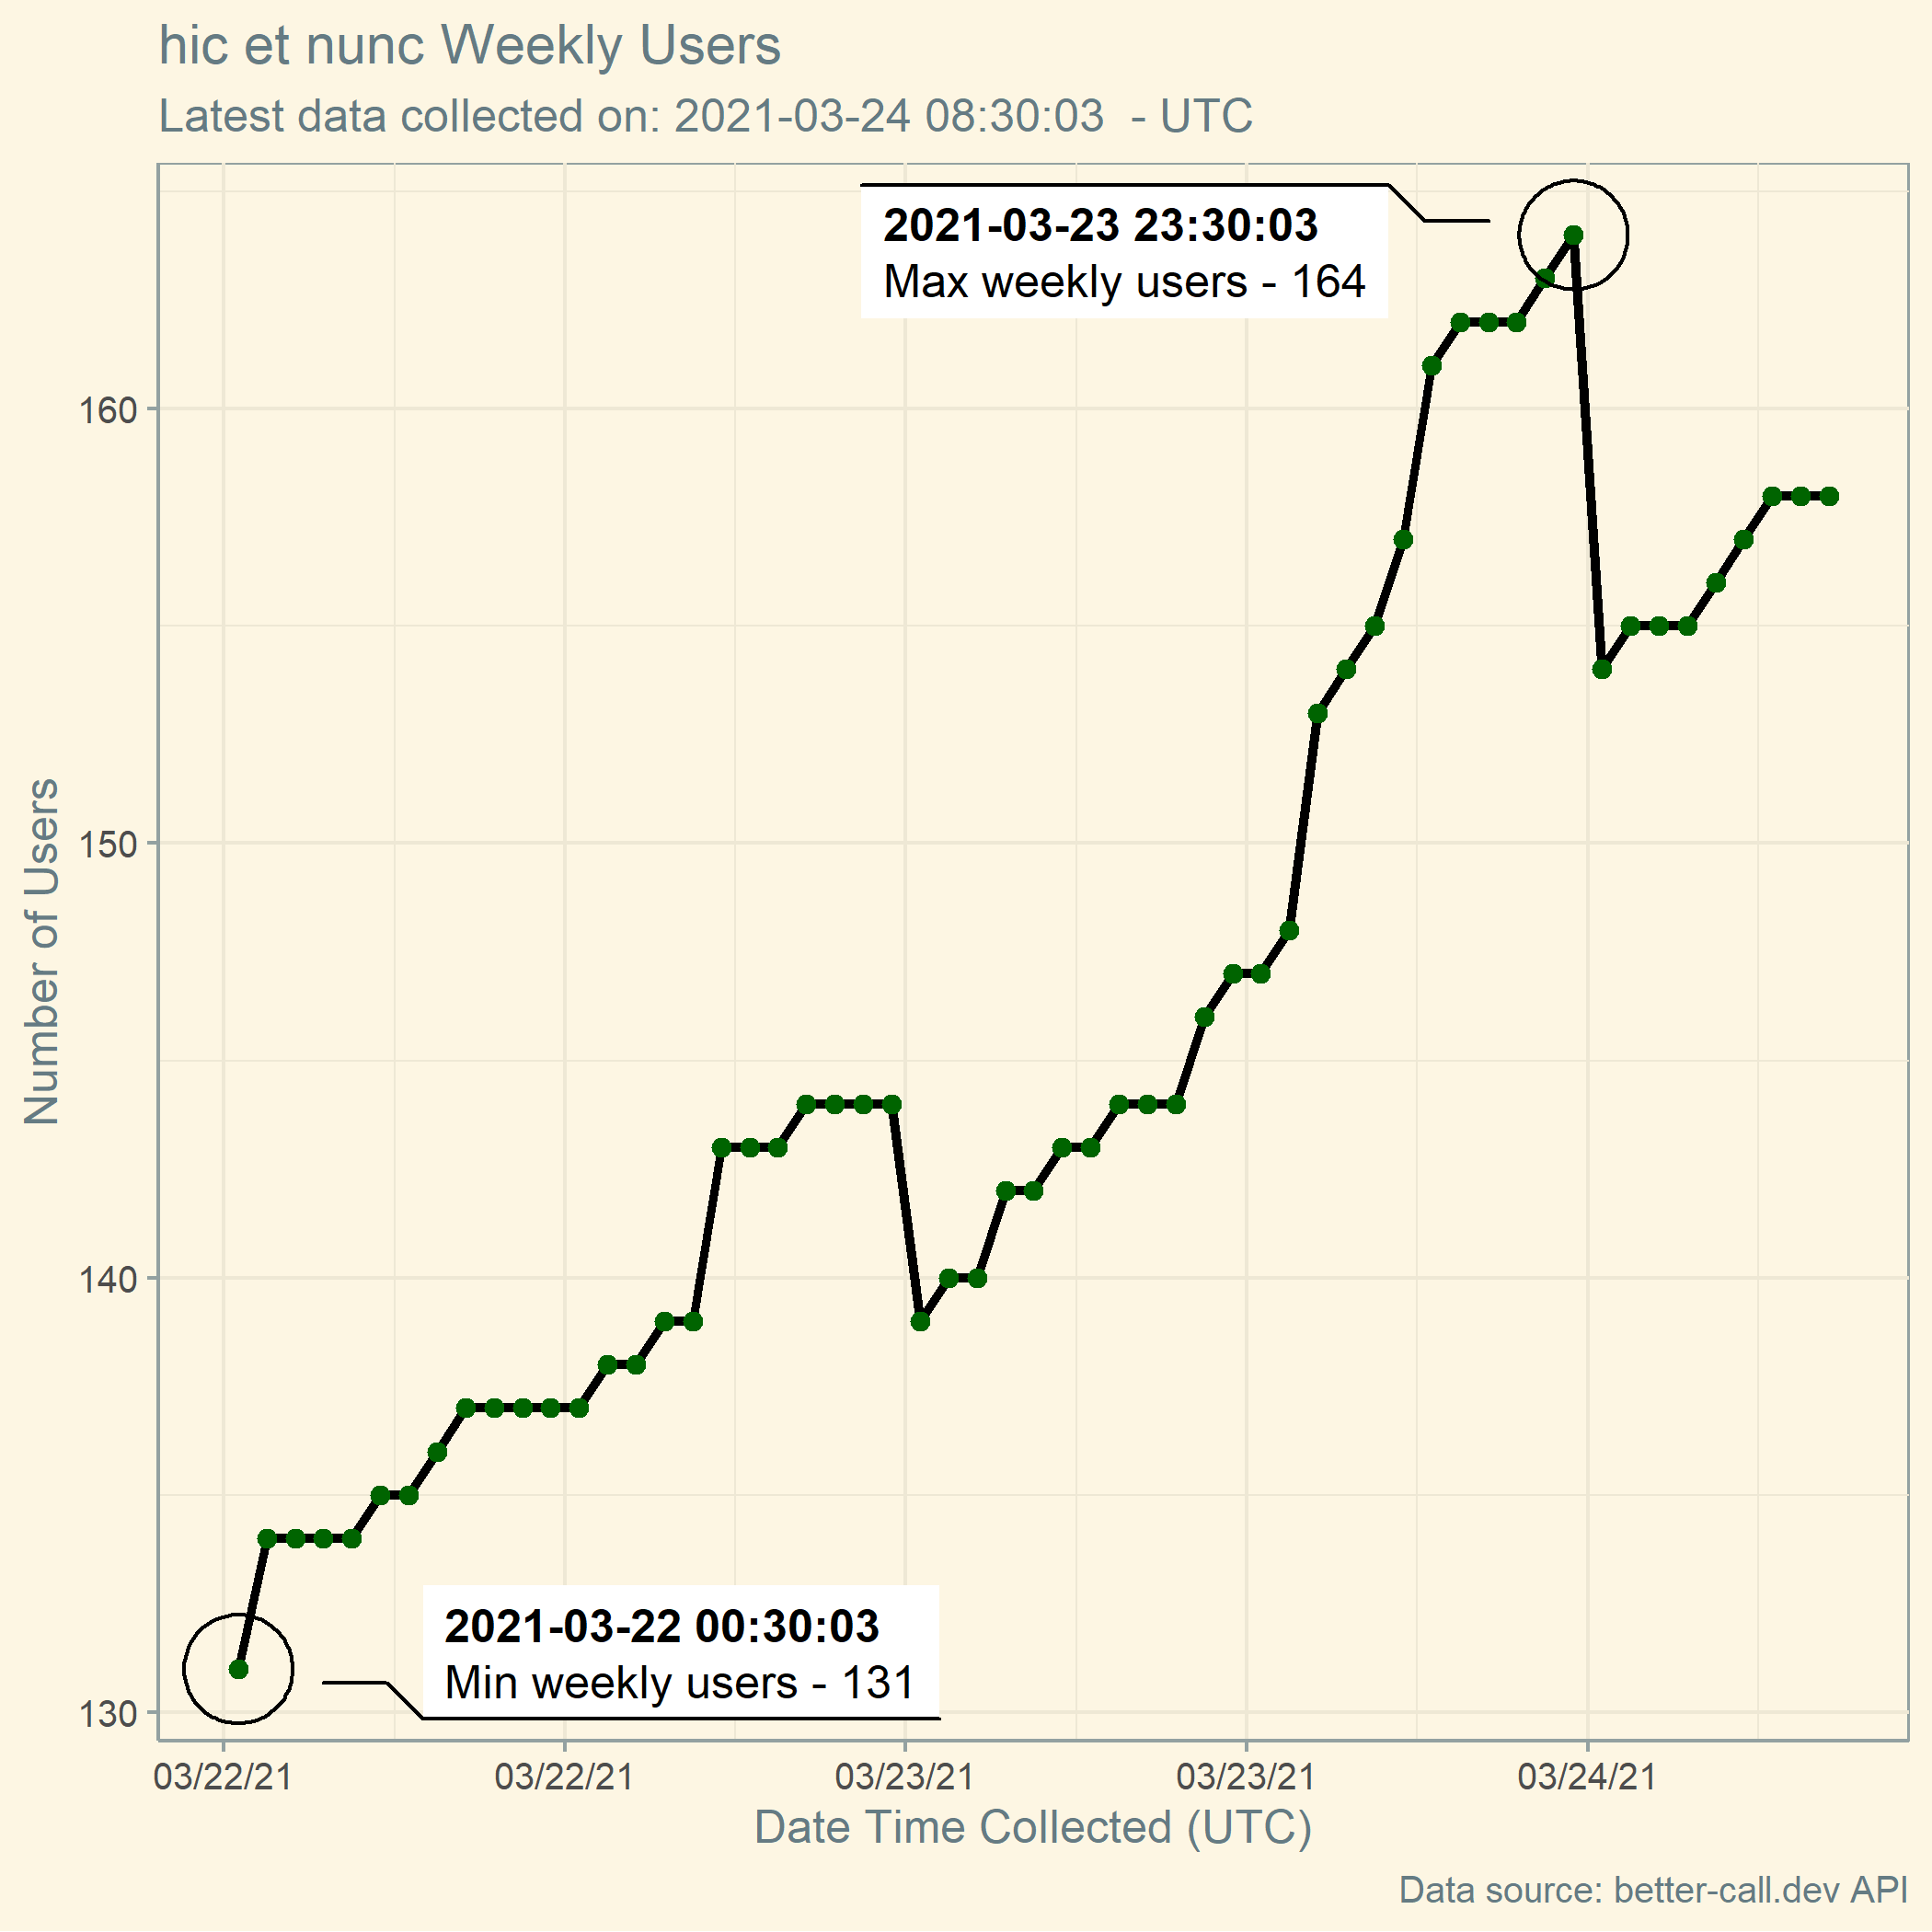 hic et nunc Weekly Users
Latest data collected on: 2021-03-24 08:30:03  - UTC
2021-03-23 23:30:03
Max weekly users - 164
160
150
140
130
Number of Users
2021-03-22 00:30:03
Min weekly users - 131
03/22/21 03/22/21 03/23/21 03/23/21 03/24/21
Date Time Collected (UTC)
Data source: better-call.dev API